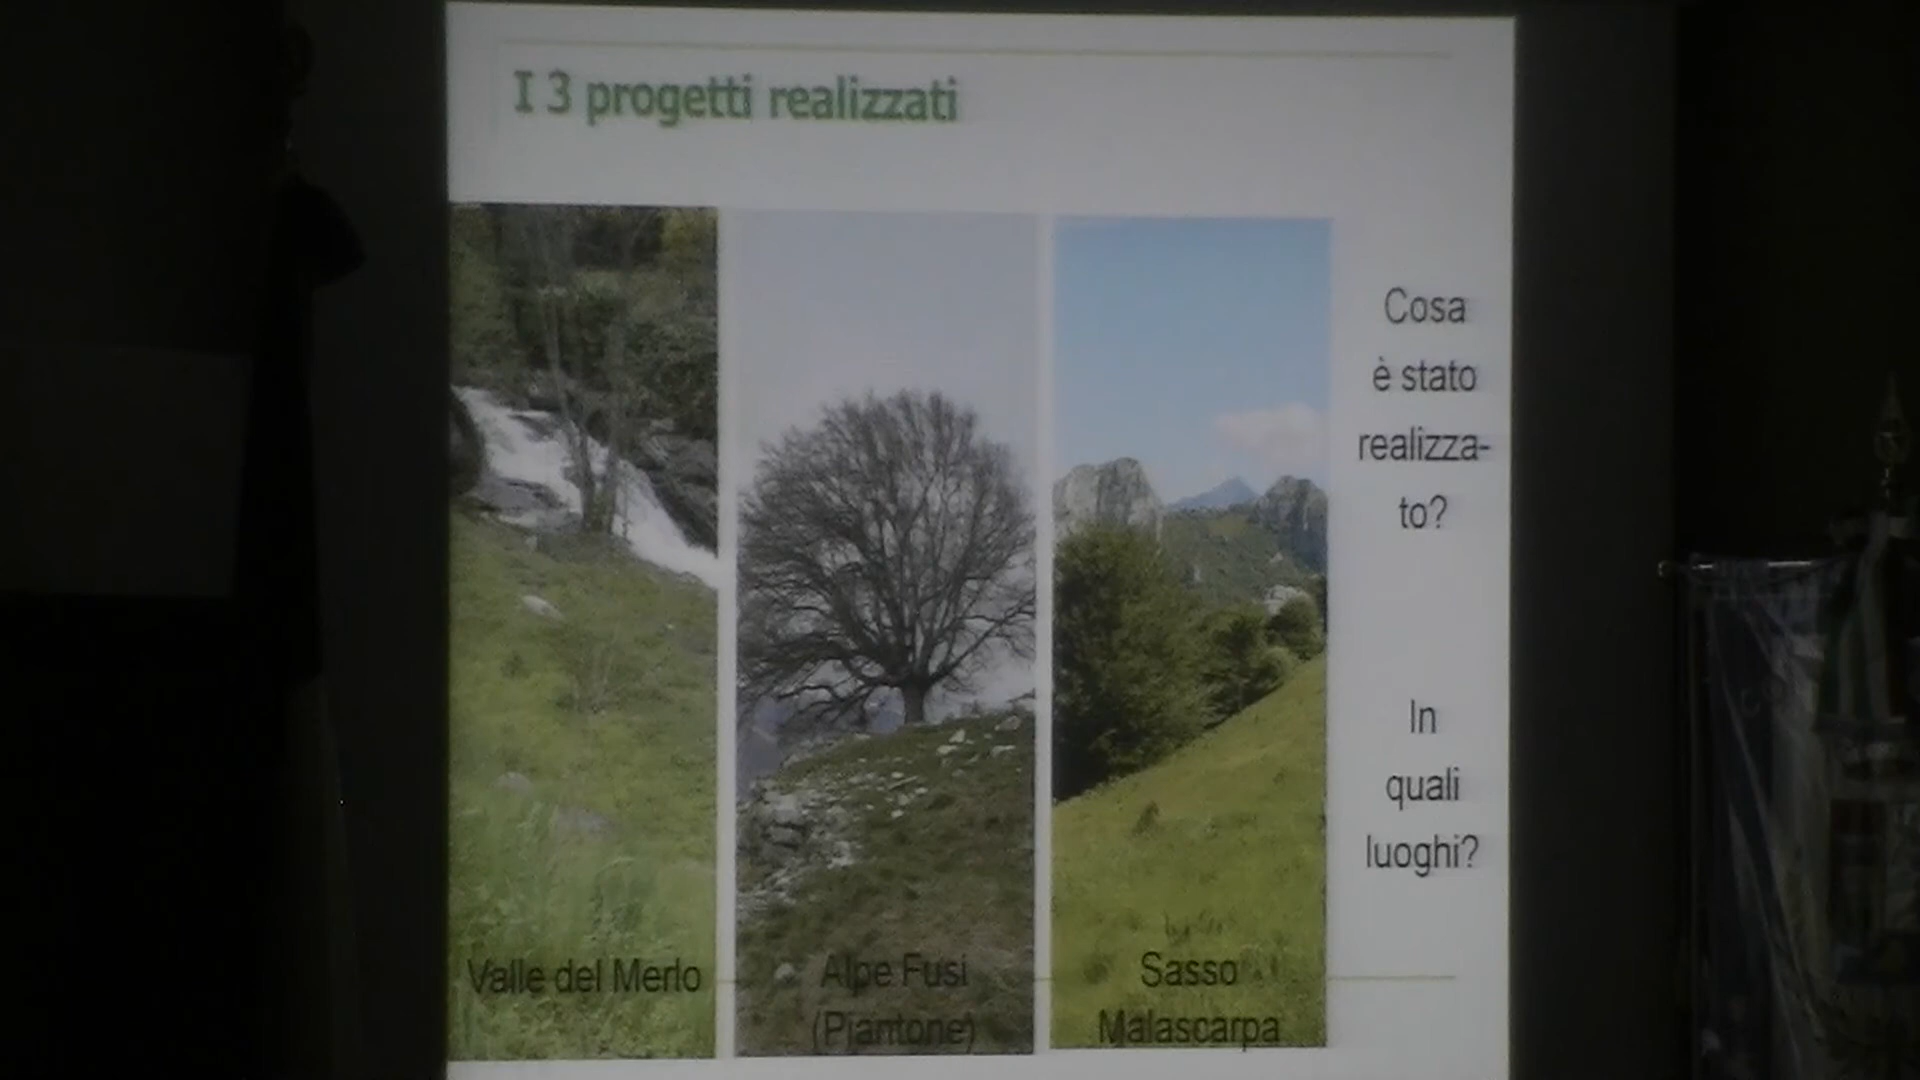 I 3 progetti realizzati
Valle del Merlo
Alpe Fusi
(Piantone)
Sasso
Malascarpa
Cosa
è stato
realizza-
to?
In
quali
luoghi?